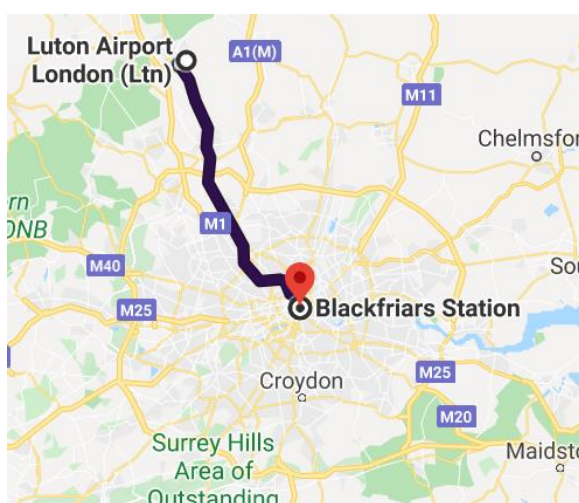 Luton Airport
London (Ltn)
A1(M)
M11
Chelmsford
M1
ONB
M40
M25
Blackfriars Station
Croydon
M25
M20
Surrey Hills
Area of
Outstanding